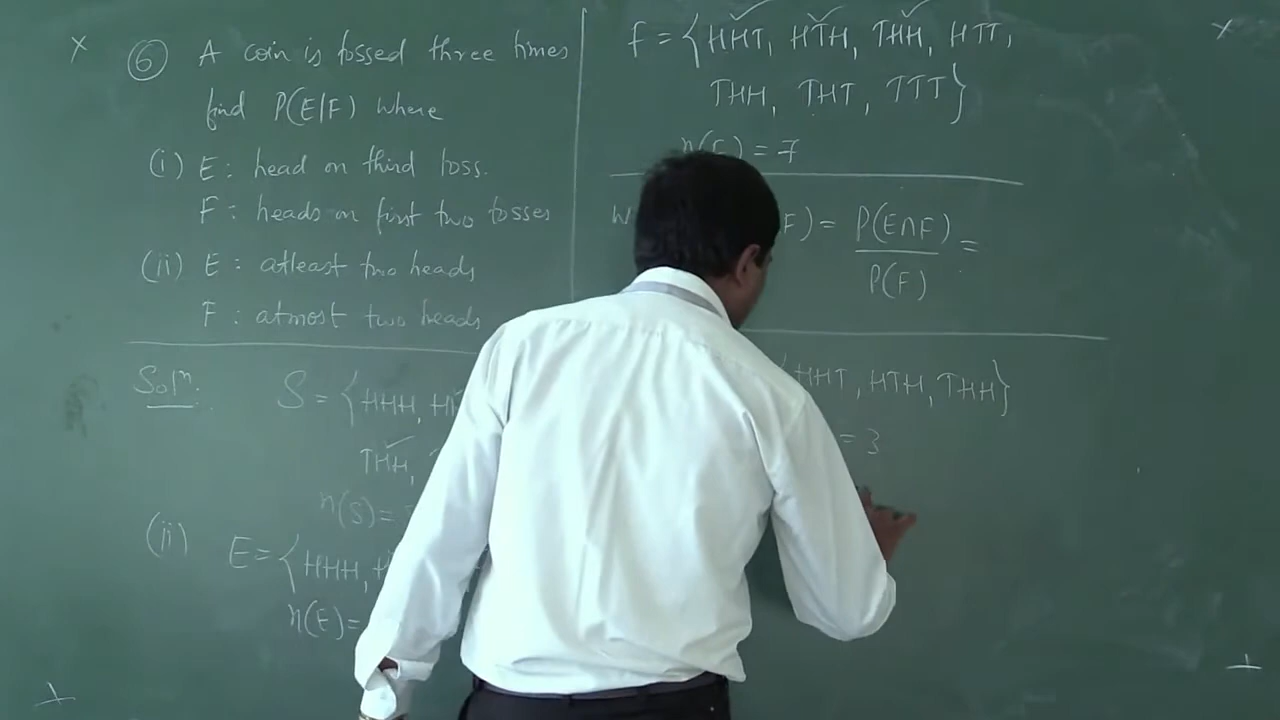 ⑥ A coin is tossed three times
find P(E|F) where
(i) E: head on third toss.
F: heads on first two tosses
(ii) E: atleast two heads
F: atmost two heads
Solⁿ. S = {HHH,
THH,
n(S) =
(ii) E = {HHH,
n(E) =
F = {HHT, HTH, THH, HTT,
THH, THT, TTT}
n(F) = 7
F) = P(E∩F)/P(F) =
HHT, HTH, THH}
= 3